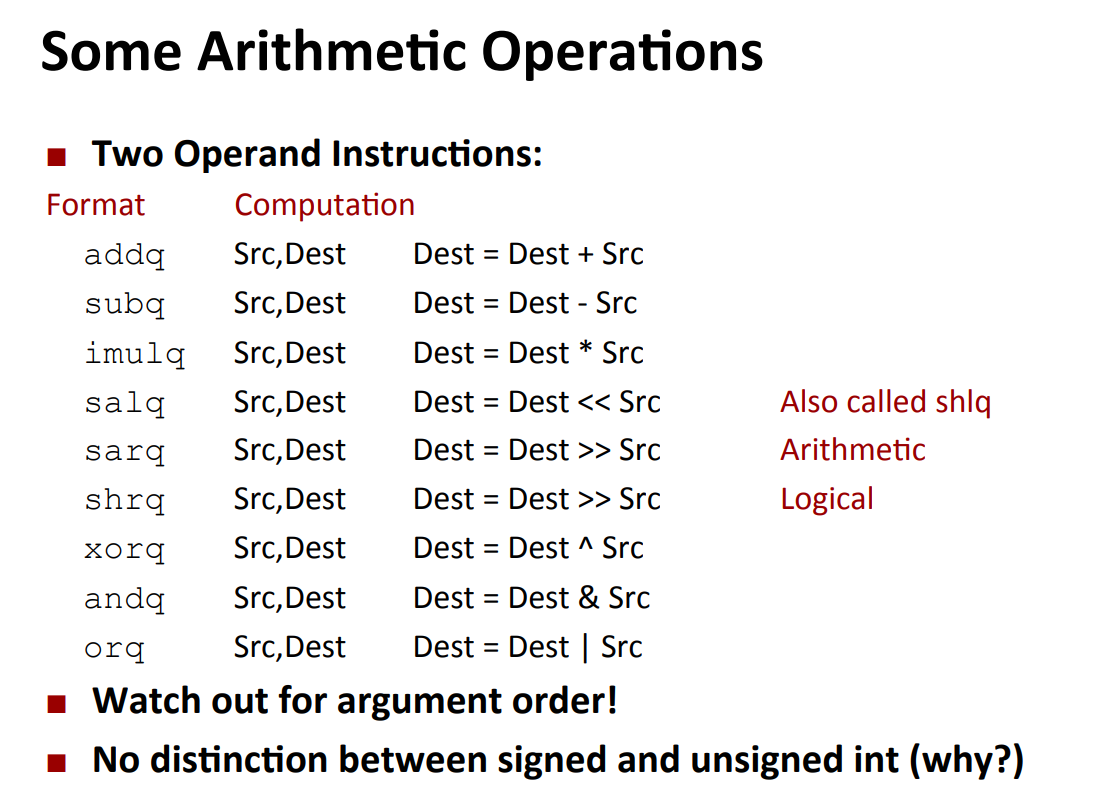 Some Arithmetic Operations
■ Two Operand Instructions:
Format Computation
addq Src,Dest Dest = Dest + Src
subq Src,Dest Dest = Dest - Src
imulq Src,Dest Dest = Dest * Src
salq Src,Dest Dest = Dest << Src Also called shlq
sarq Src,Dest Dest = Dest >> Src Arithmetic
shrq Src,Dest Dest = Dest >> Src Logical
xorq Src,Dest Dest = Dest ^ Src
andq Src,Dest Dest = Dest & Src
orq Src,Dest Dest = Dest | Src
■ Watch out for argument order!
■ No distinction between signed and unsigned int (why?)